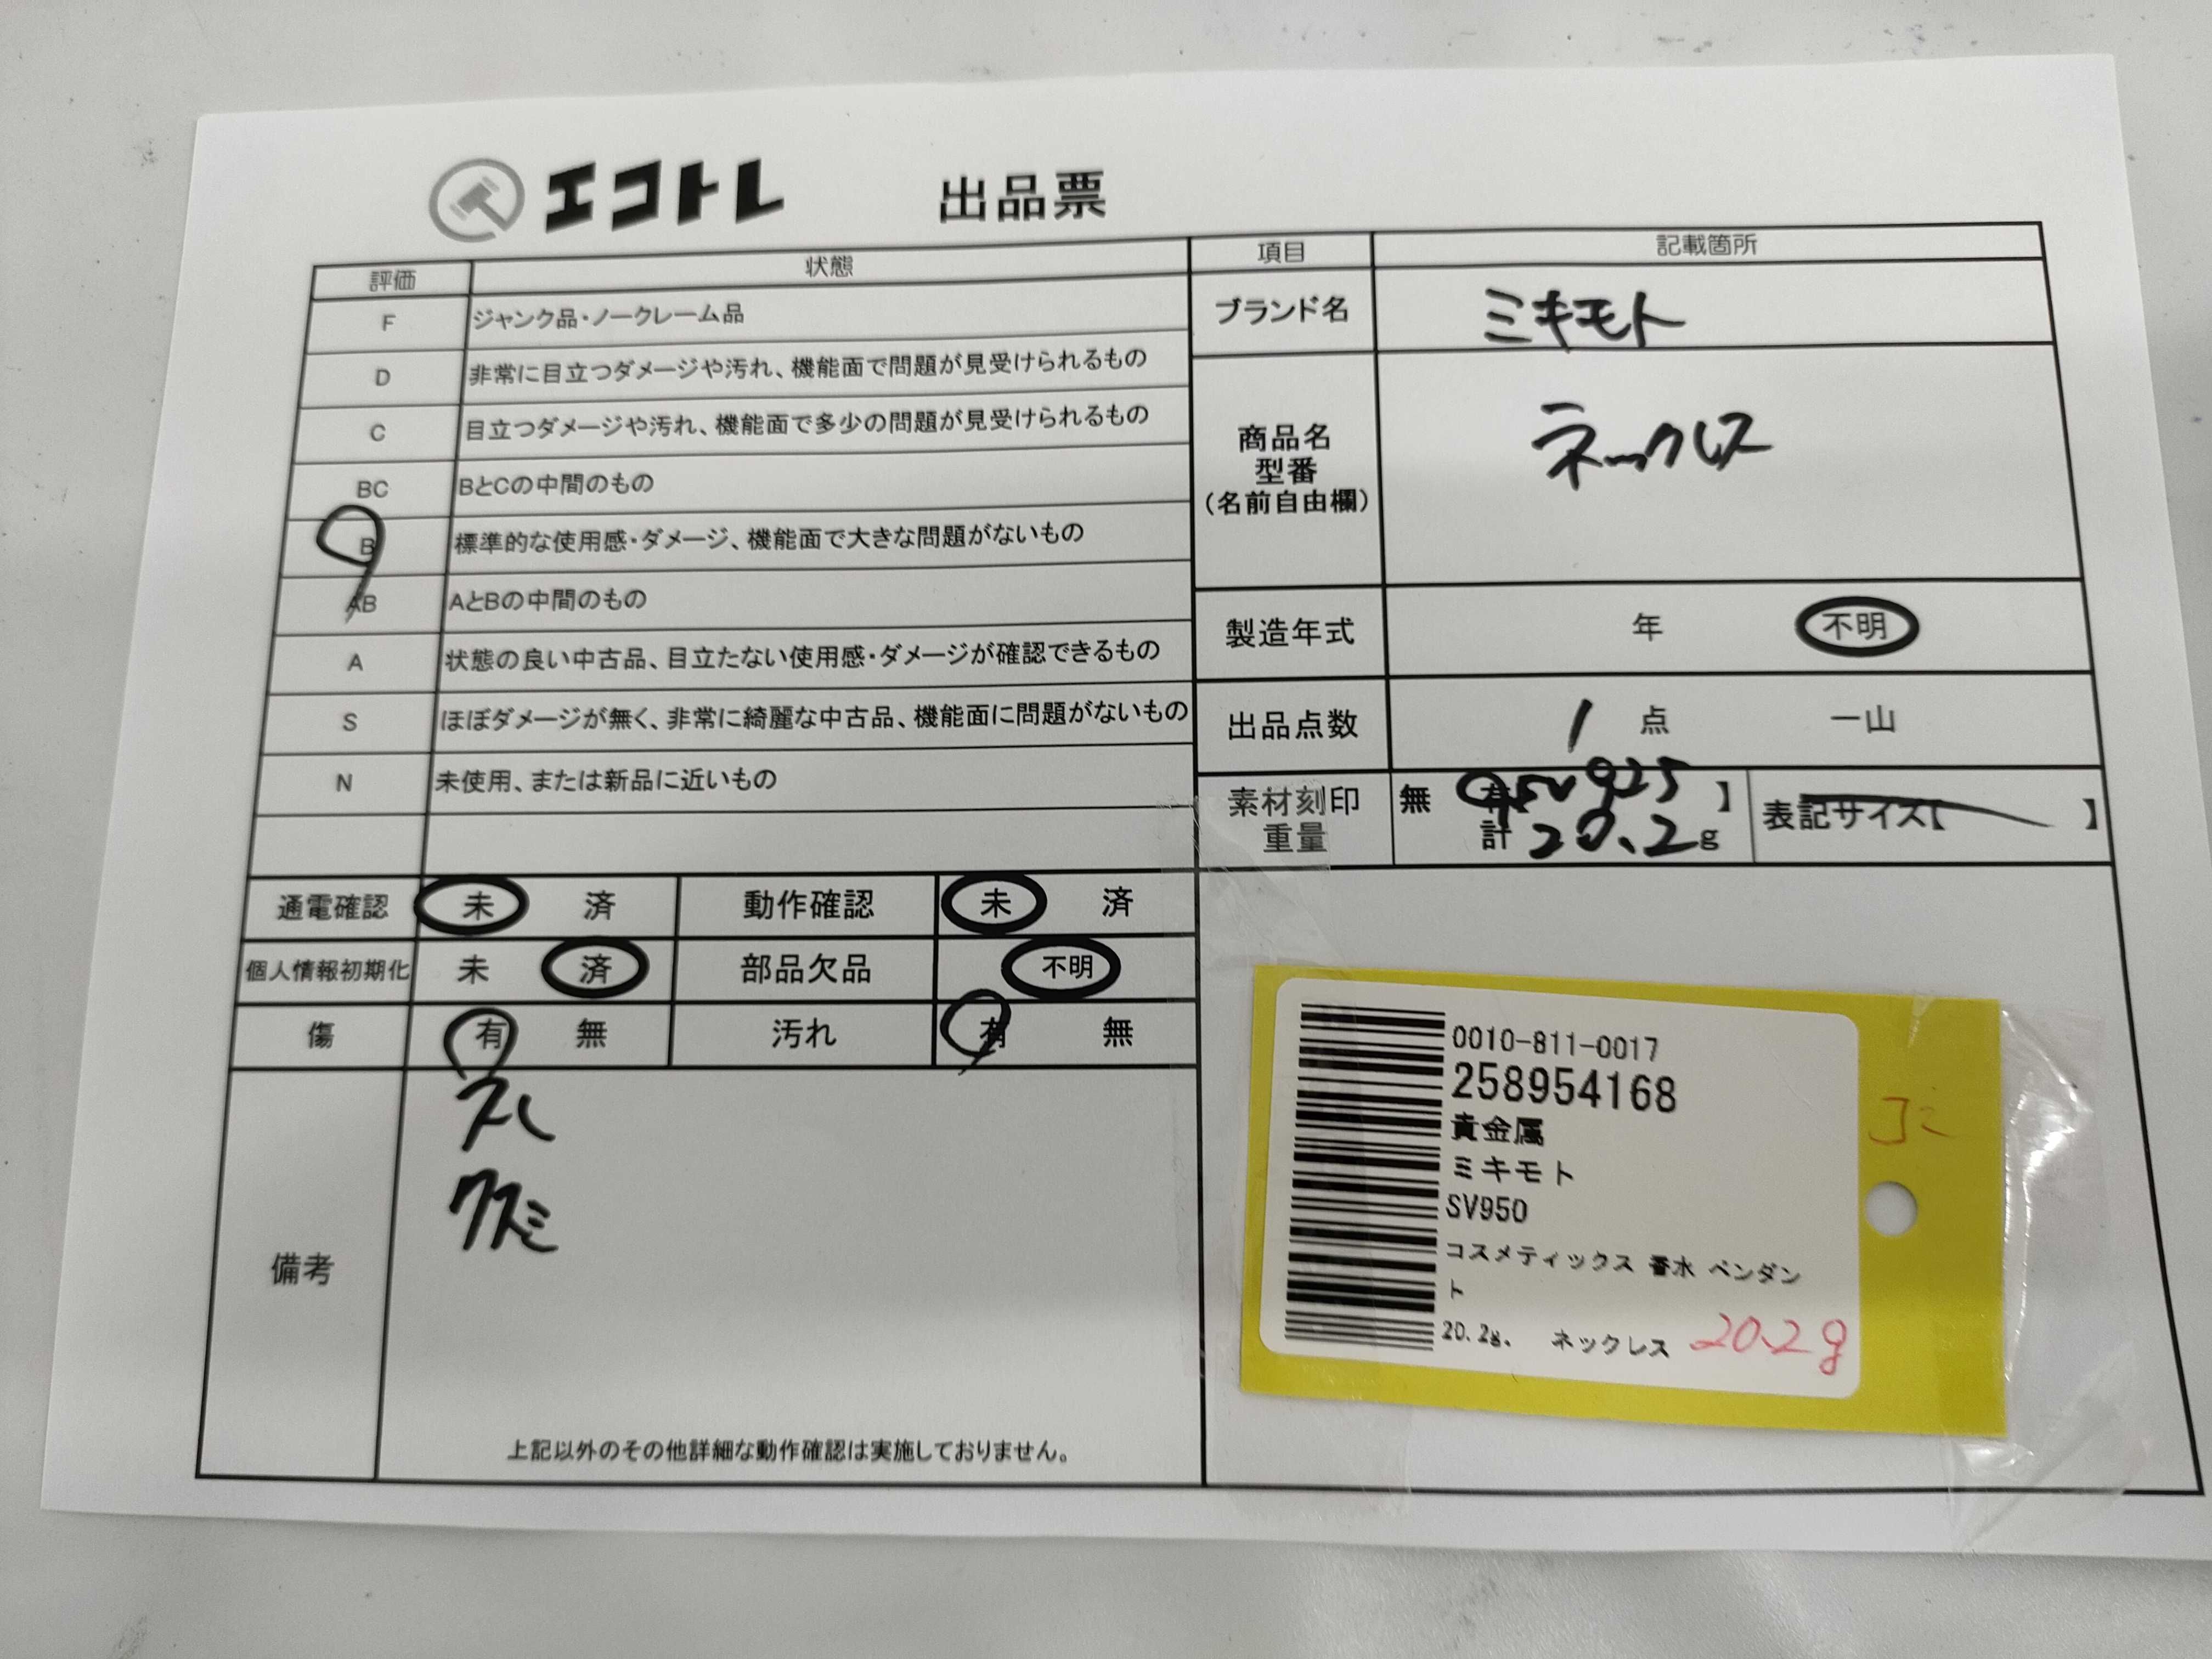 エコトレ 出品票
評価 状態
F ジャンク品・ノークレーム品
D 非常に目立つダメージや汚れ、機能面で問題が見受けられるもの
C 目立つダメージや汚れ、機能面で多少の問題が見受けられるもの
BC BとCの中間のもの
B 標準的な使用感・ダメージ、機能面で大きな問題がないもの
AB AとBの中間のもの
A 状態の良い中古品、目立たない使用感・ダメージが確認できるもの
S ほぼダメージが無く、非常に綺麗な中古品、機能面に問題がないもの
N 未使用、または新品に近いもの
通電確認 未 済 動作確認 未 済
個人情報初期化 未 済 部品欠品 不明
傷 有 無 汚れ 有 無
備考
スレ
クスミ
上記以外のその他詳細な動作確認は実施しておりません。
項目 記載箇所
ブランド名 ミキモト
商品名
型番
(名前自由欄)
ネックレス
製造年式 年 不明
出品点数 1 点 一山
素材刻印
重量
無 有 SV925 】
計 20.2g
表記サイズ【 】
0010-811-0017
258954168
貴金属
ミキモト
SV950
コスメティックス 香水 ペンダン
ト
20.2g. ネックレス 20.2g